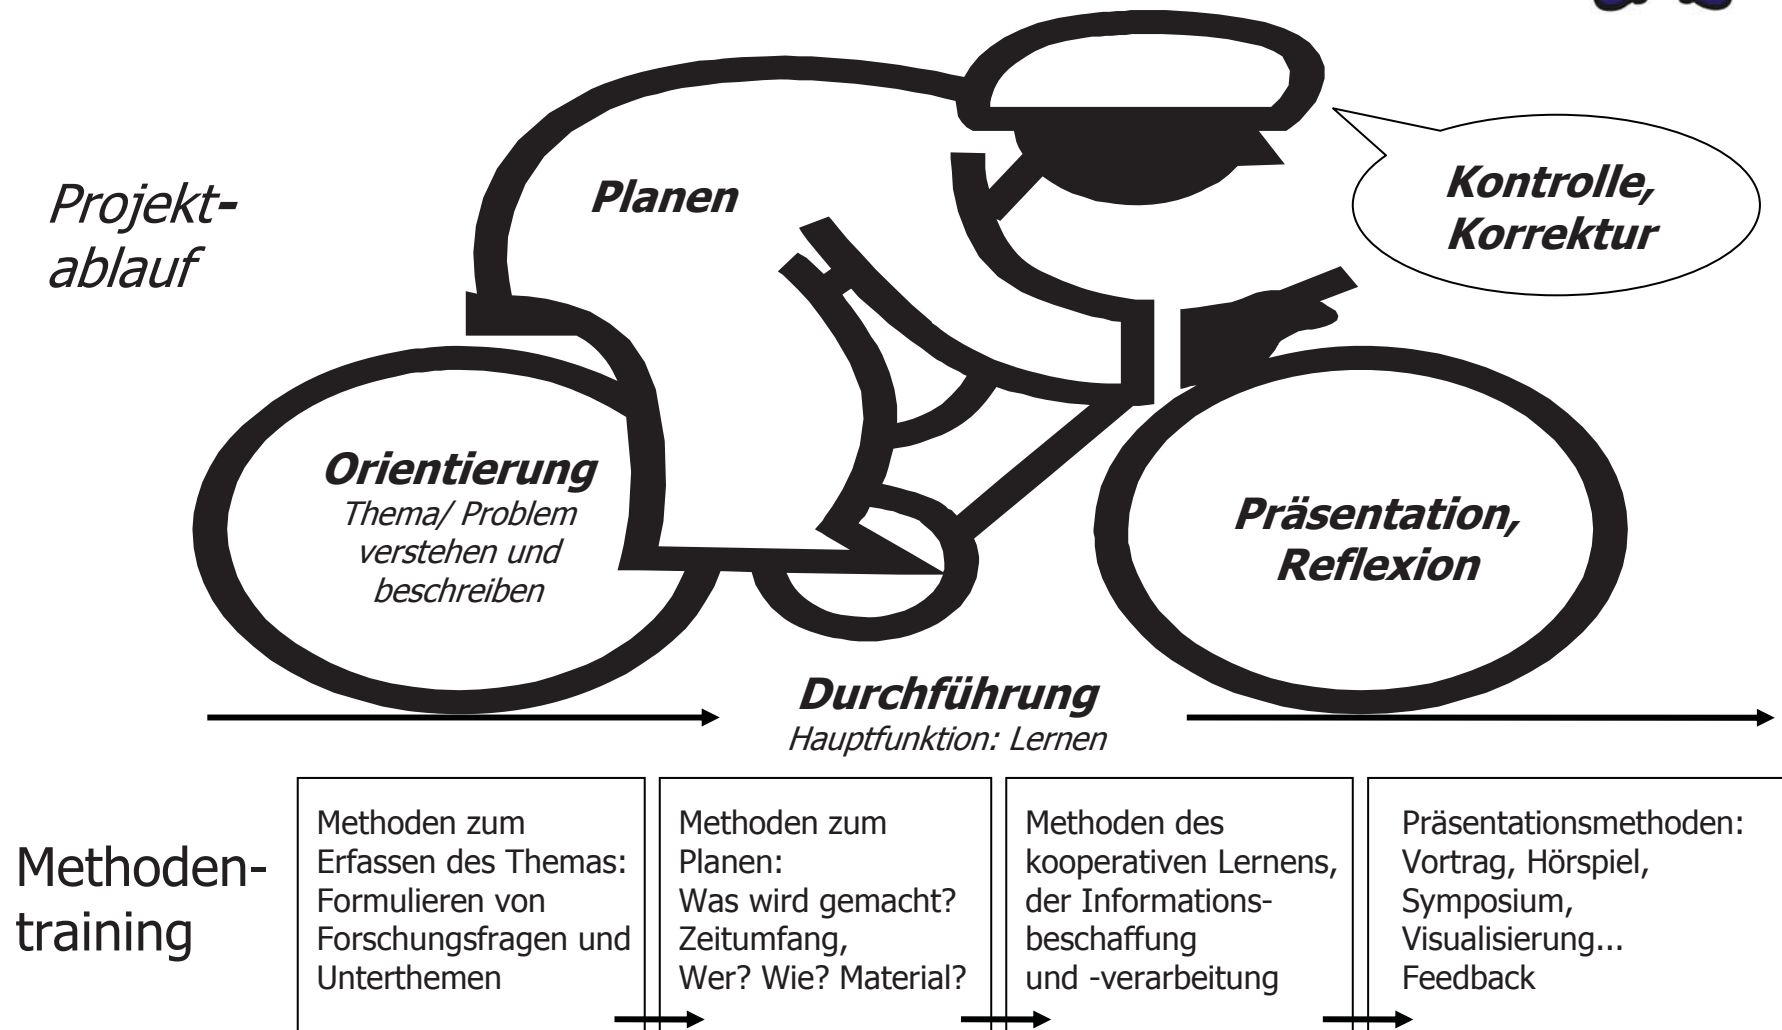 Projekt-
ablauf
Planen
Kontrolle,
Korrektur
Orientierung
Thema/ Problem
verstehen und
beschreiben
Präsentation,
Reflexion
Durchführung
Hauptfunktion: Lernen
Methoden-
training
Methoden zum
Erfassen des Themas:
Formulieren von
Forschungsfragen und
Unterthemen
Methoden zum
Planen:
Was wird gemacht?
Zeitumfang,
Wer? Wie? Material?
Methoden des
kooperativen Lernens,
der Informations-
beschaffung
und -verarbeitung
Präsentationsmethoden:
Vortrag, Hörspiel,
Symposium,
Visualisierung...
Feedback